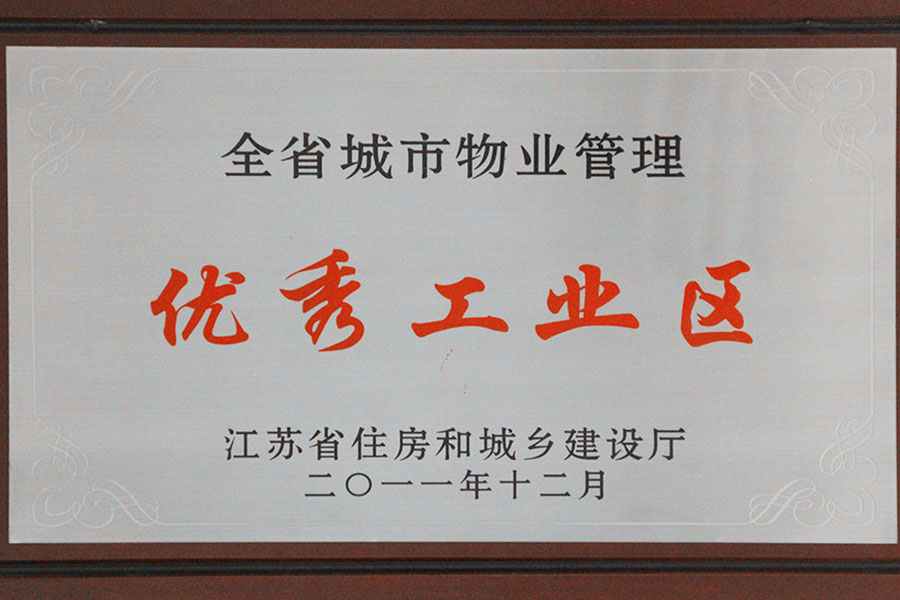 全省城市物业管理
优秀工业区
江苏省住房和城乡建设厅
二〇一一年十二月